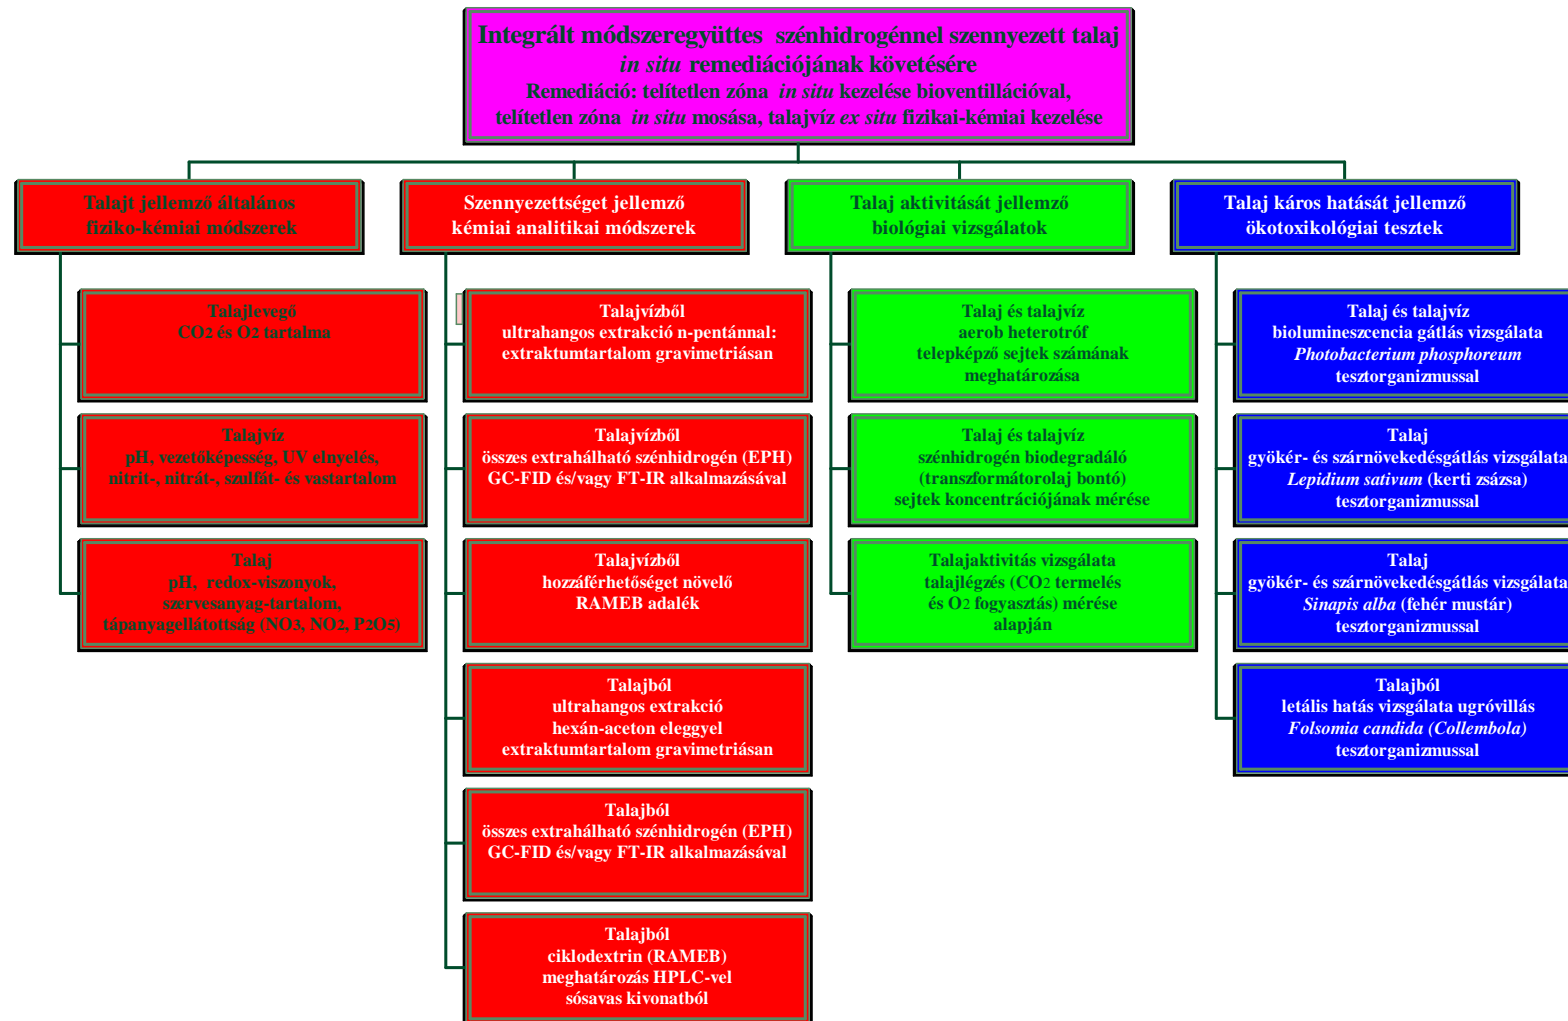 Integrált módszeregyüttes szénhidrogénnel szennyezett talaj
in situ remediációjának követésére
Remediáció: telítetlen zóna in situ kezelése bioventillációval,
telítetlen zóna in situ mosása, talajvíz ex situ fizikai-kémiai kezelése
Talajt jellemző általános
fiziko-kémiai módszerek
Talajlevegő
CO2 és O2 tartalma
Talajvíz
pH, vezetőképesség, UV elnyelés,
nitrit-, nitrát-, szulfát- és vastartalom
Talaj
pH, redox-viszonyok,
szervesanyag-tartalom,
tápanyagellátottság (NO3, NO2, P2O5)
Szennyezettséget jellemző
kémiai analitikai módszerek
Talajvízből
ultrahangos extrakció n-pentánnal:
extraktumtartalom gravimetriásan
Talajvízből
összes extrahálható szénhidrogén (EPH)
GC-FID és/vagy FT-IR alkalmazásával
Talajvízből
hozzáférhetőséget növelő
RAMEB adalék
Talajból
ultrahangos extrakció
hexán-aceton eleggyel
extraktumtartalom gravimetriásan
Talajból
összes extrahálható szénhidrogén (EPH)
GC-FID és/vagy FT-IR alkalmazásával
Talajból
ciklodextrin (RAMEB)
meghatározás HPLC-vel
sósavas kivonatból
Talaj aktivitását jellemző
biológiai vizsgálatok
Talaj és talajvíz
aerob heterotróf
telepképző sejtek számának
meghatározása
Talaj és talajvíz
szénhidrogén biodegradáló
(transzformátorolaj bontó)
sejtek koncentrációjának mérése
Talajaktivitás vizsgálata
talajlégzés (CO2 termelés
és O2 fogyasztás) mérése
alapján
Talaj káros hatását jellemző
ökotoxikológiai tesztek
Talaj és talajvíz
biolumineszcencia gátlás vizsgálata
Photobacterium phosphoreum
tesztorganizmussal
Talaj
gyökér- és szárnövekedésgátlás vizsgálata
Lepidium sativum (kerti zsázsa)
tesztorganizmussal
Talaj
gyökér- és szárnövekedésgátlás vizsgálata
Sinapis alba (fehér mustár)
tesztorganizmussal
Talajból
letális hatás vizsgálata ugróvillás
Folsomia candida (Collembola)
tesztorganizmussal